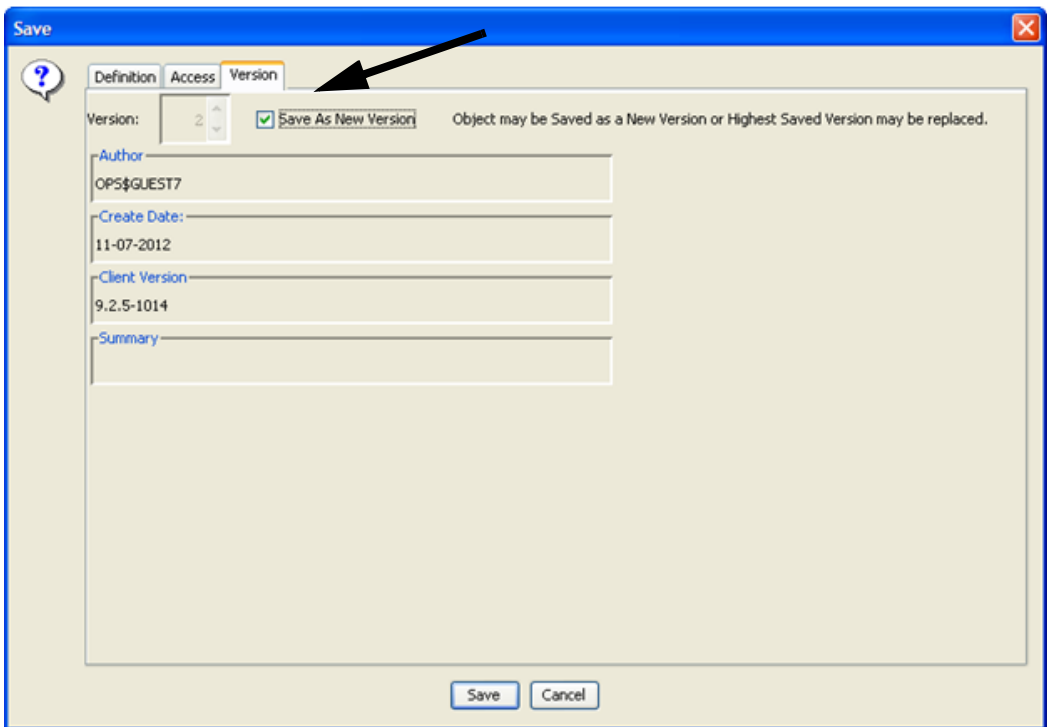 Save
Definition Access Version
Version: 2 Save As New Version Object may be Saved as a New Version or Highest Saved Version may be replaced.
Author
OPS$GUEST7
Create Date:
11-07-2012
Client Version
9.2.5-1014
Summary
Save Cancel